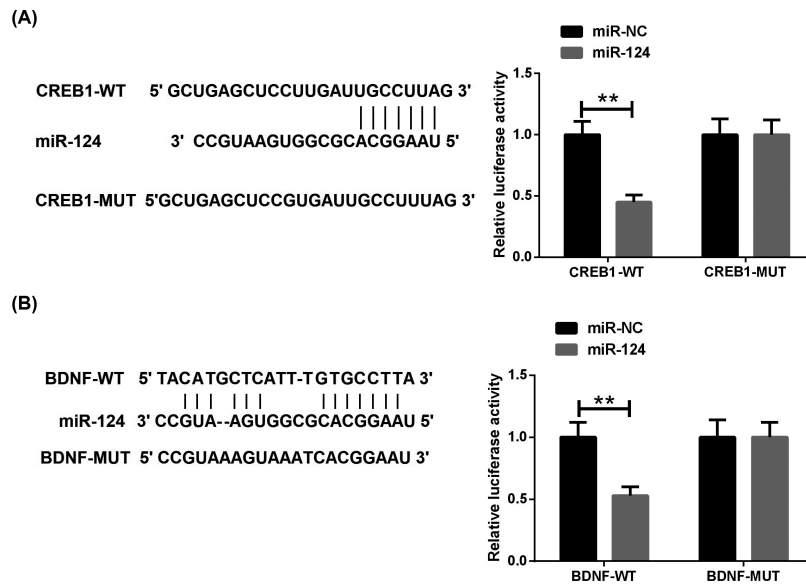 (A)
CREB1-WT 5' GCUGAGCUCCUUGAUUGCCUUAG 3'
miR-124 3' CCGUAAGUGGCGCACGGAAU 5'
CREB1-MUT 5'GCUGAGCUCCGUGAUUGCCUUUAG 3'
miR-NC
miR-124
Relative luciferase activity
1.5
1.0
0.5
0.0
**
CREB1-WT CREB1-MUT
(B)
BDNF-WT 5' TACATGCTCATT-TGTGCCTTA 3'
miR-124 3' CCGUA--AGUGGCGCACGGAAU 5'
BDNF-MUT 5' CCGUAAAGUAAATCACGGAAU 3'
miR-NC
miR-124
Relative luciferase activity
1.5
1.0
0.5
0.0
**
BDNF-WT BDNF-MUT